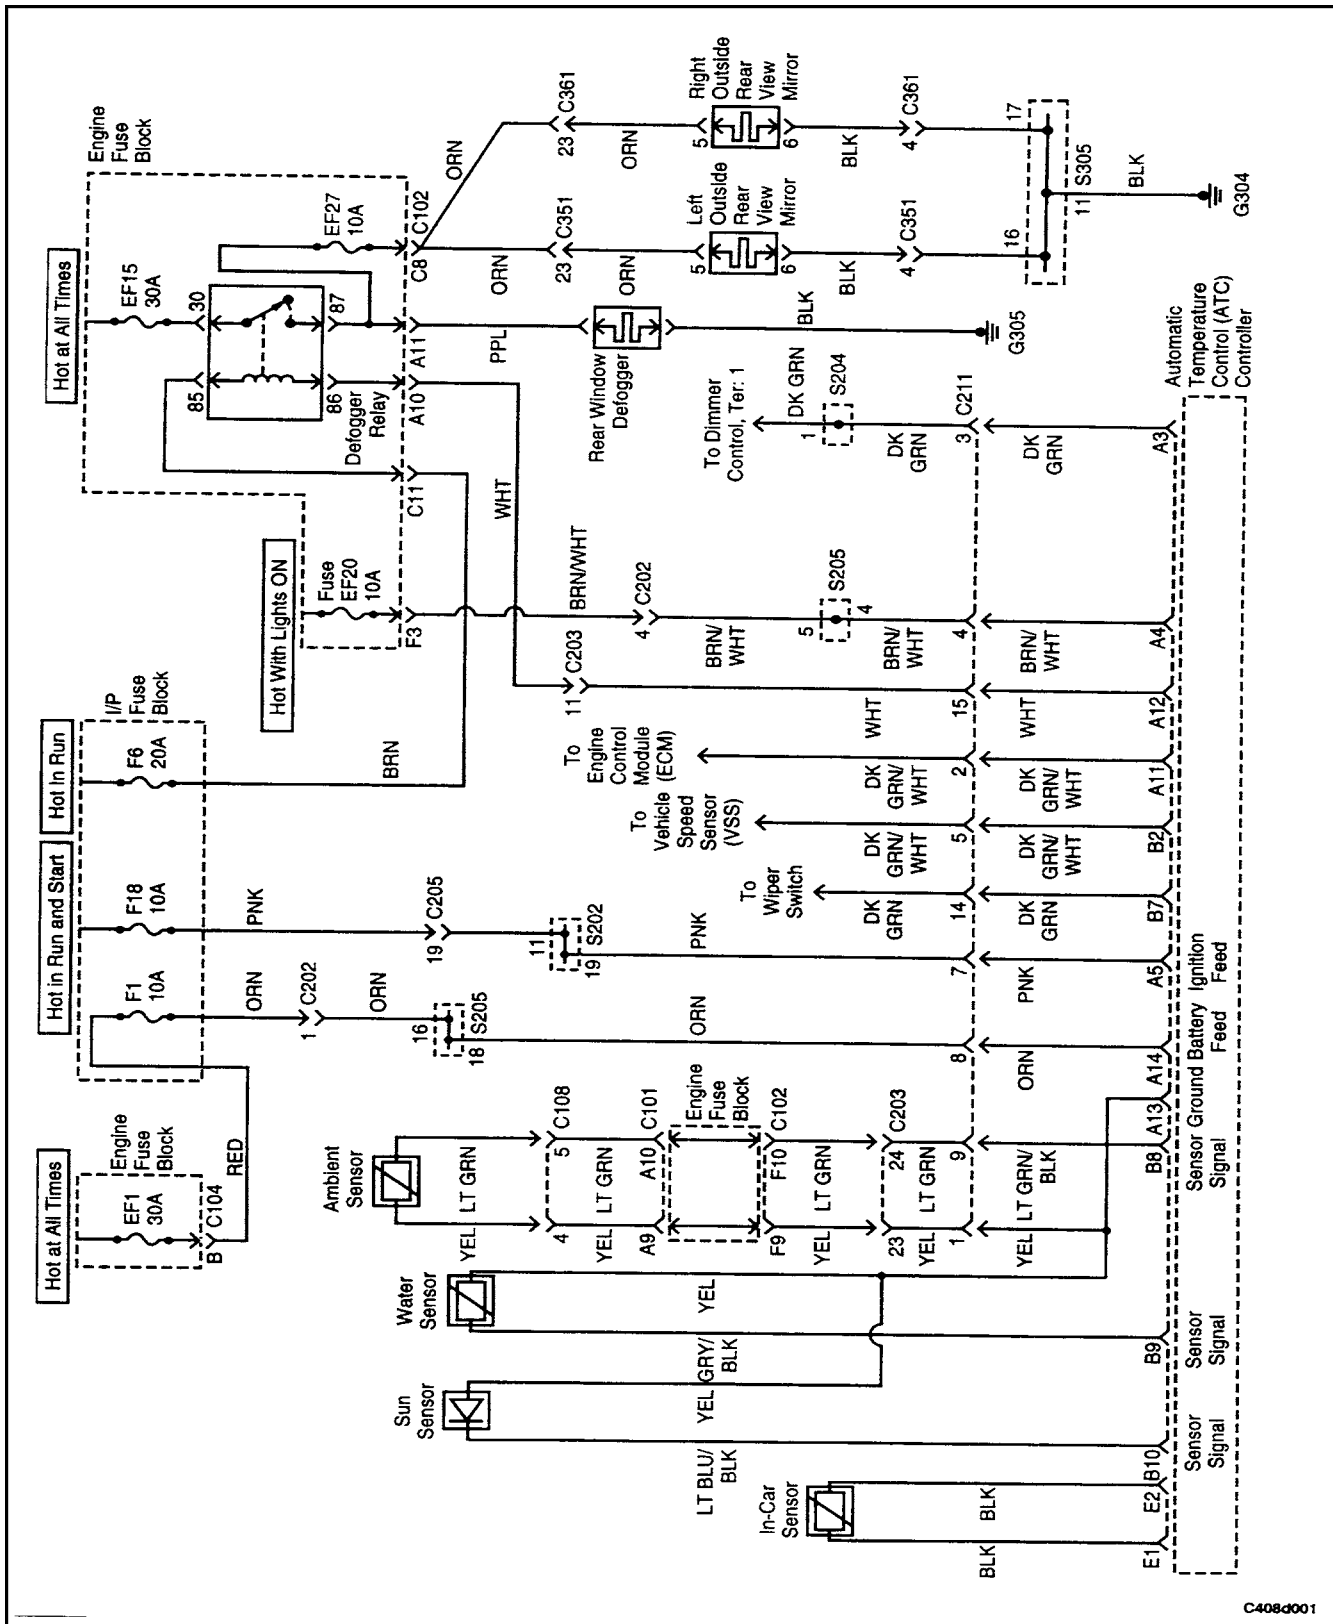 Hot at All Times
Engine
Fuse
Block
EF1
30A
B
C104
RED
Hot in Run and Start
Hot In Run
I/P
Fuse
Block
F1
10A
F18
10A
F6
20A
ORN
1
C202
ORN
16
18
S205
ORN
PNK
19
C205
11
19
S202
PNK
BRN
Hot With Lights ON
Fuse
EF20
10A
F3
BRN/WHT
4
C202
BRN/
WHT
5
S205
4
BRN/
WHT
4
BRN/
WHT
A4
Hot at All Times
EF15
30A
Engine
Fuse
Block
85
30
86
87
Defogger
Relay
EF27
10A
C11
A10
A11
C8
C102
WHT
11
C203
WHT
15
WHT
A12
PPL
Rear Window
Defogger
BLK
G305
ORN
ORN
23
C351
ORN
5
Left
Outside
Rear
View
Mirror
6
BLK
4
C351
16
23
C361
ORN
5
Right
Outside
Rear
View
Mirror
6
BLK
4
C361
17
11
S305
BLK
G304
To Dimmer
Control, Ter: 1
DK GRN
1
S204
DK
GRN
3
C211
DK
GRN
A3
To
Engine
Control
Module
(ECM)
DK
GRN/
WHT
2
DK
GRN/
WHT
A11
To
Vehicle
Speed
Sensor
(VSS)
DK
GRN/
WHT
5
DK
GRN/
WHT
B2
To
Wiper
Switch
DK
GRN
14
DK
GRN
B7
7
PNK
A5
8
ORN
A14
Ambient
Sensor
YEL
LT GRN
4
5
C108
YEL
LT GRN
A9
A10
C101
Engine
Fuse
Block
F9
F10
C102
YEL
LT GRN
23
24
C203
YEL
LT GRN
1
9
YEL
LT GRN/
BLK
B8
A13
Water
Sensor
GRY/
BLK
YEL
B9
Sun
Sensor
LT BLU/
BLK
YEL
B10
In-Car
Sensor
BLK
BLK
E1
E2
Sensor
Signal
Sensor
Signal
Sensor
Signal
Ground
Battery
Feed
Ignition
Feed
Automatic
Temperature
Control (ATC)
Controller
C408d001